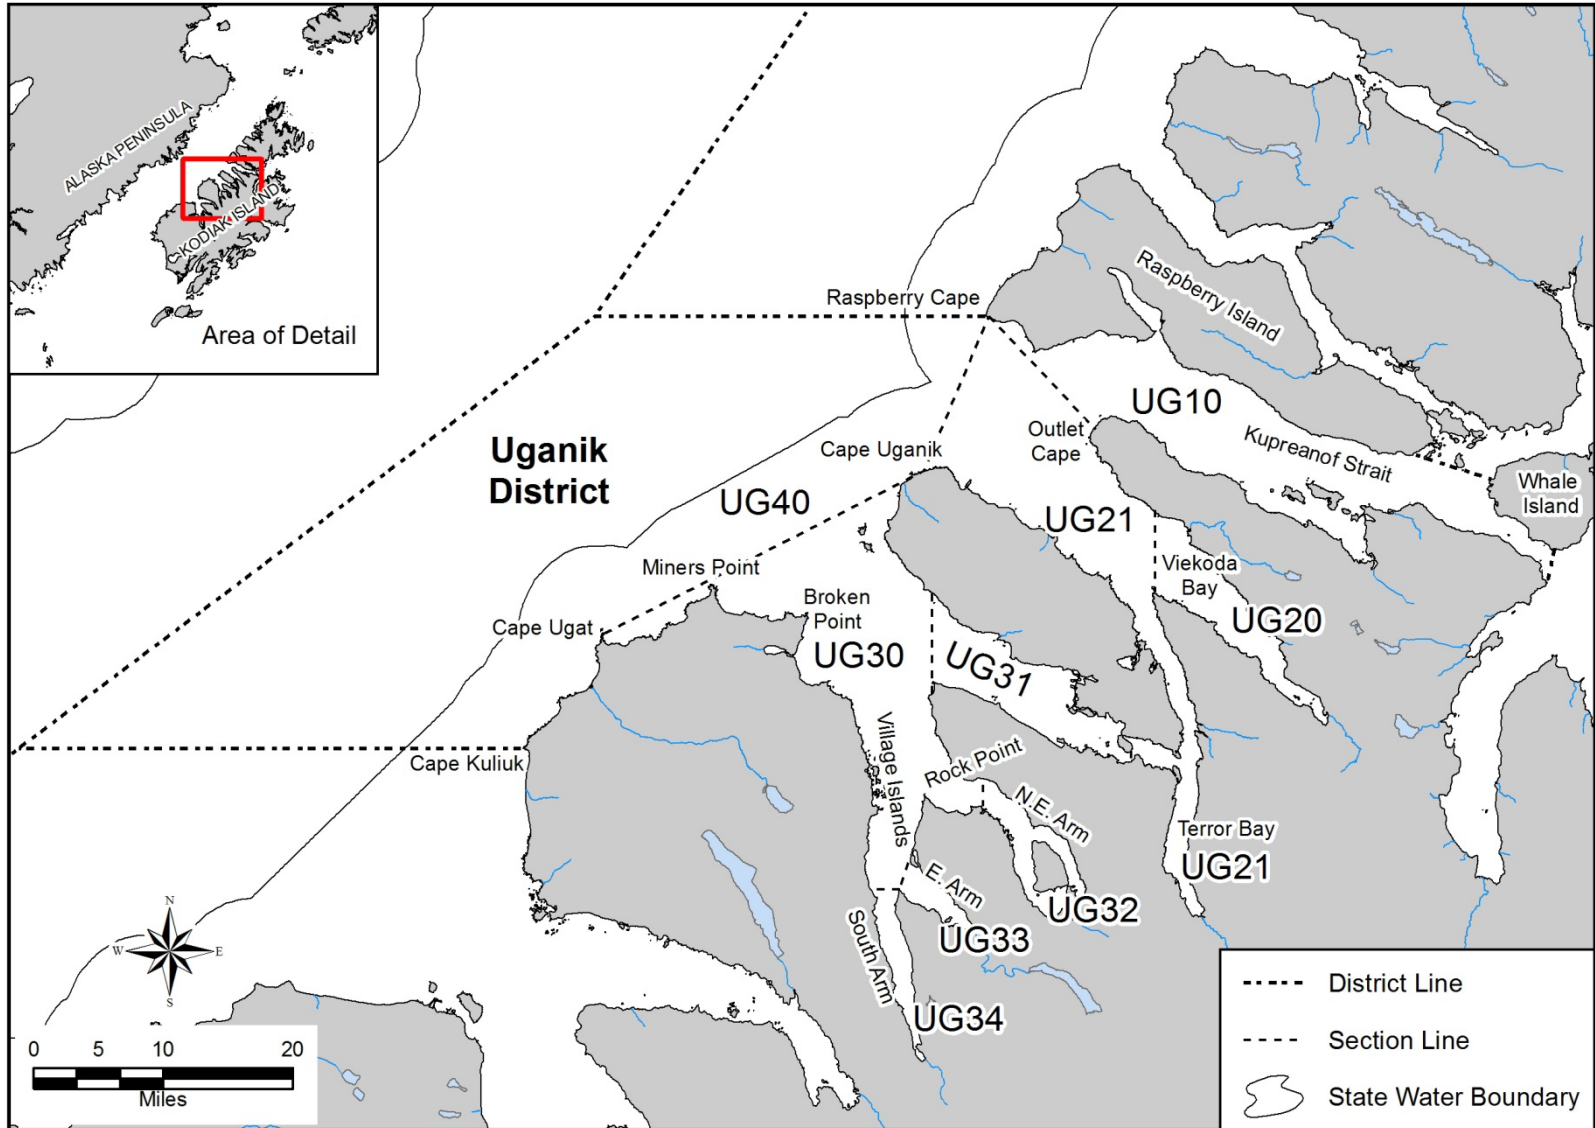 ALASKA PENINSULA
KODIAK ISLAND
Area of Detail
Raspberry Cape
Raspberry Island
UG10
Outlet
Cape
Kupreanof Strait
Whale
Island
Uganik
District
Cape Uganik
UG40
UG21
Miners Point
Viekoda
Bay
Broken
Point
Cape Ugat
UG20
UG30
UG31
Village Islands
Rock Point
Cape Kuliuk
N.E. Arm
Terror Bay
UG21
E. Arm
UG32
South Arm
UG33
UG34
N
W
E
S
0 5 10 20
Miles
District Line
Section Line
State Water Boundary